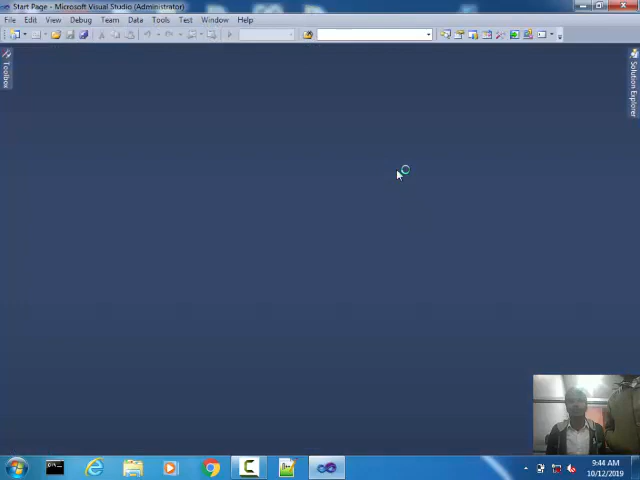 Start Page - Microsoft Visual Studio (Administrator)
File Edit View Debug Team Data Tools Test Window Help
Toolbox
Solution Explorer
9:44 AM
10/12/2019